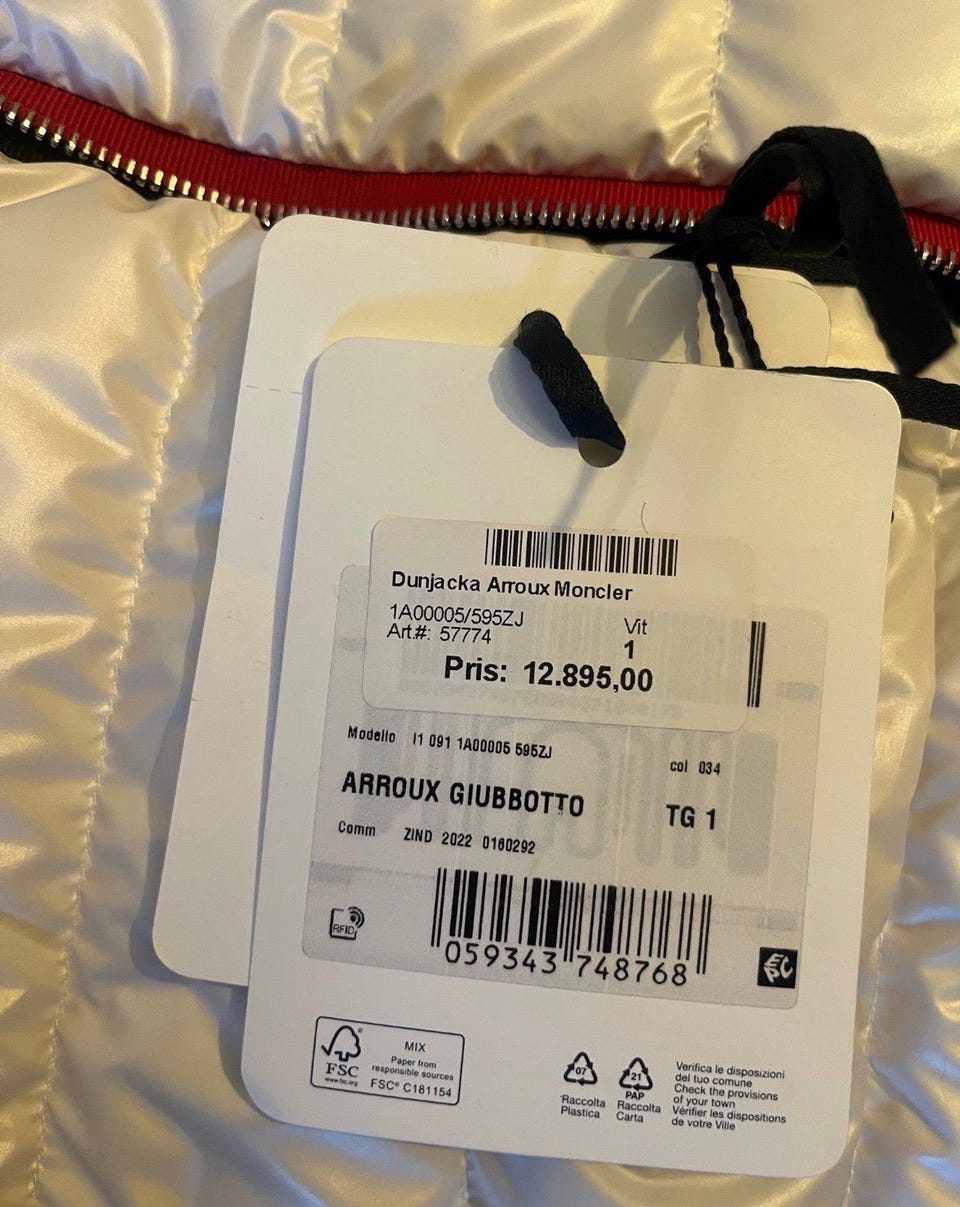 Dunjacka Arroux Moncler
1A00005/595ZJ Vit
Art.#: 57774 1
Pris: 12.895,00
Modello I1 091 1A00005 595ZJ
col 034
ARROUX GIUBBOTTO TG 1
Comm ZIND 2022 0160292
RFID
059343 748768
FSC
www.fsc.org
MIX
Paper from
responsible sources
FSC® C181154
07
Raccolta
Plastica
21
PAP
Raccolta
Carta
Verifica le disposizioni
del tuo comune
Check the provisions
of your town
Vérifier les dispositions
de votre Ville